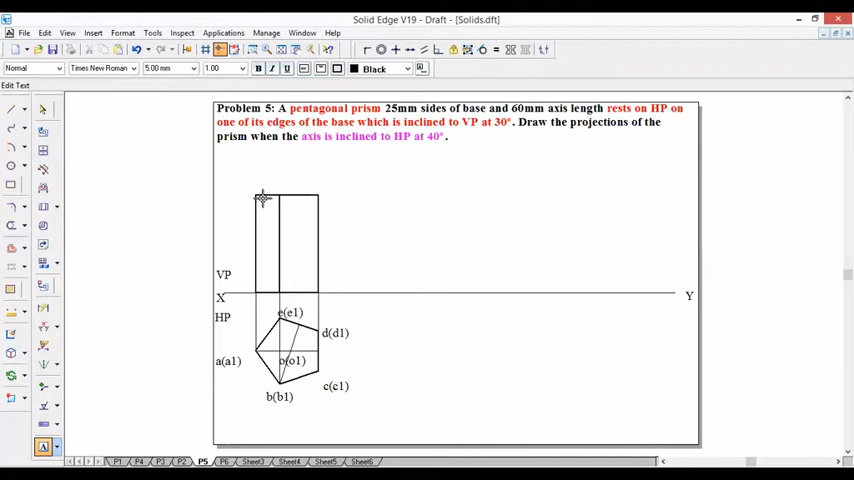 Solid Edge V19 - Draft - [Solids.dft]
File Edit View Insert Format Tools Inspect Applications Manage Window Help
Normal Times New Roman 5.00 mm 1.00 B I U Black A
Edit Text
Problem 5: A pentagonal prism 25mm sides of base and 60mm axis length rests on HP on
one of its edges of the base which is inclined to VP at 30°. Draw the projections of the
prism when the axis is inclined to HP at 40°.
VP
X
Y
HP
e(e1)
d(d1)
a(a1)
o(o1)
c(c1)
b(b1)
A
P1 P4 P3 P2 P5 P6 Sheet3 Sheet4 Sheet5 Sheet6